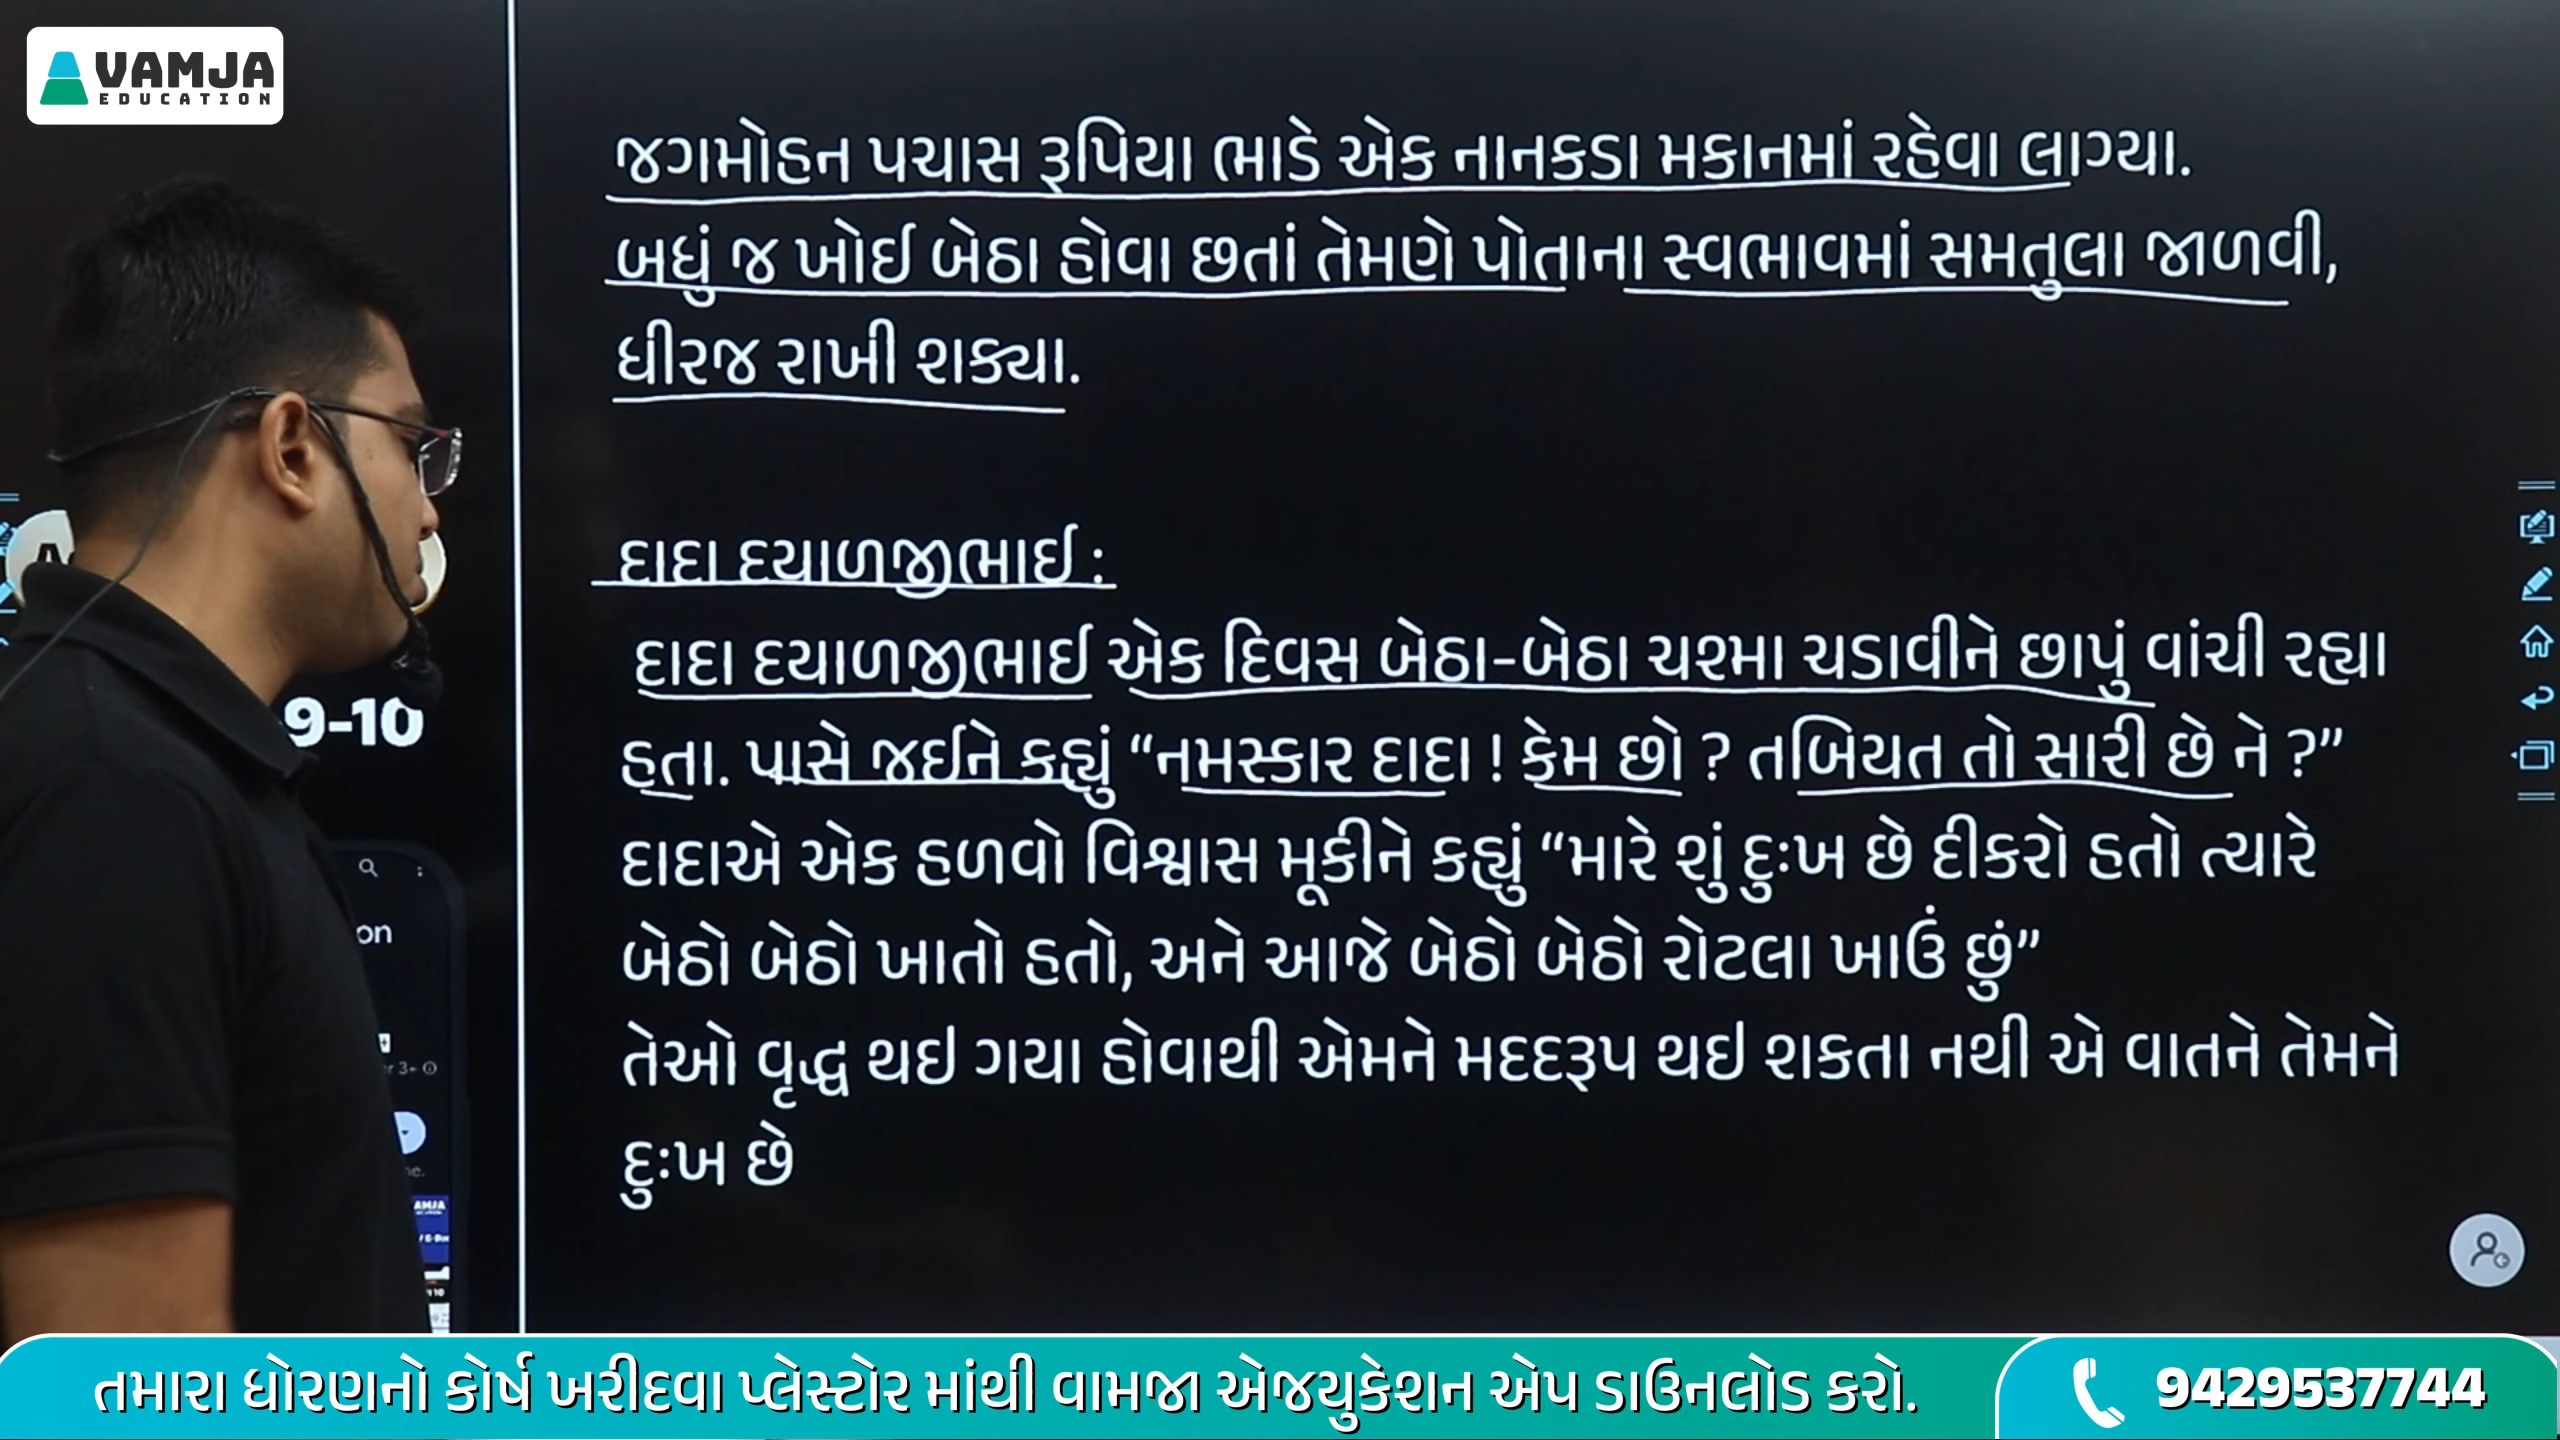 VAMJA
EDUCATION
જગમોહન પચાસ રૂપિયા ભાડે એક નાનકડા મકાનમાં રહેવા લાગ્યા.
બધું જ ખોઈ બેઠા હોવા છતાં તેમણે પોતાના સ્વભાવમાં સમતુલા જાળવી,
ધીરજ રાખી શક્યા.
દાદા દયાળજીભાઈ :
દાદા દયાળજીભાઈ એક દિવસ બેઠા-બેઠા ચશ્મા ચડાવીને છાપું વાંચી રહ્યા
હતા. પાસે જઈને કહ્યું “નમસ્કાર દાદા ! કેમ છો ? તબિયત તો સારી છે ને ?”
દાદાએ એક હળવો વિશ્વાસ મૂકીને કહ્યું “મારે શું દુઃખ છે દીકરો હતો ત્યારે
બેઠો બેઠો ખાતો હતો, અને આજે બેઠો બેઠો રોટલા ખાઉં છું”
તેઓ વૃદ્ધ થઇ ગયા હોવાથી એમને મદદરૂપ થઇ શકતા નથી એ વાતને તેમને
દુઃખ છે
9-10
on
3+
તમારા ધોરણનો કોર્ષ ખરીદવા પ્લેસ્ટોર માંથી વામજા એજયુકેશન એપ ડાઉનલોડ કરો.
9429537744